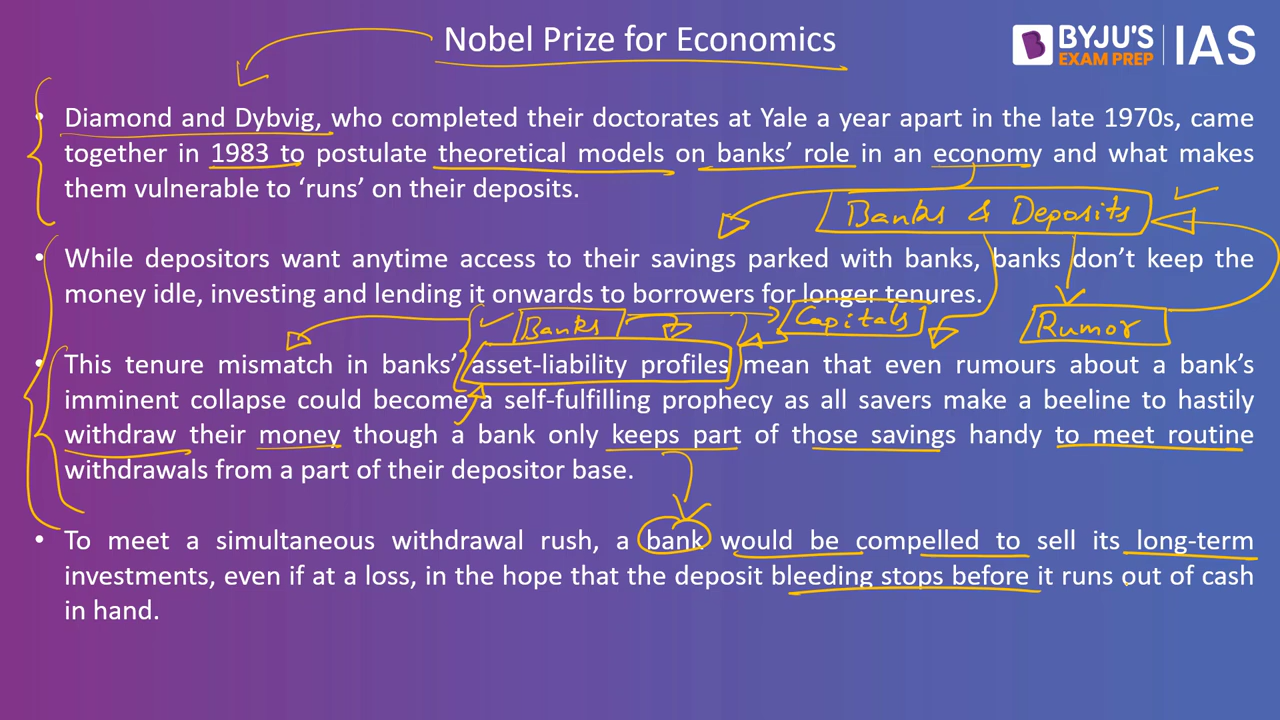 Nobel Prize for Economics
BYJU'S
EXAM PREP
IAS
• Diamond and Dybvig, who completed their doctorates at Yale a year apart in the late 1970s, came
together in 1983 to postulate theoretical models on banks' role in an economy and what makes
them vulnerable to 'runs' on their deposits.
Banks & Deposits
• While depositors want anytime access to their savings parked with banks, banks don't keep the
money idle, investing and lending it onwards to borrowers for longer tenures.
Banks
Capitals
Rumor
• This tenure mismatch in banks' asset-liability profiles mean that even rumours about a bank's
imminent collapse could become a self-fulfilling prophecy as all savers make a beeline to hastily
withdraw their money though a bank only keeps part of those savings handy to meet routine
withdrawals from a part of their depositor base.
• To meet a simultaneous withdrawal rush, a bank would be compelled to sell its long-term
investments, even if at a loss, in the hope that the deposit bleeding stops before it runs out of cash
in hand.